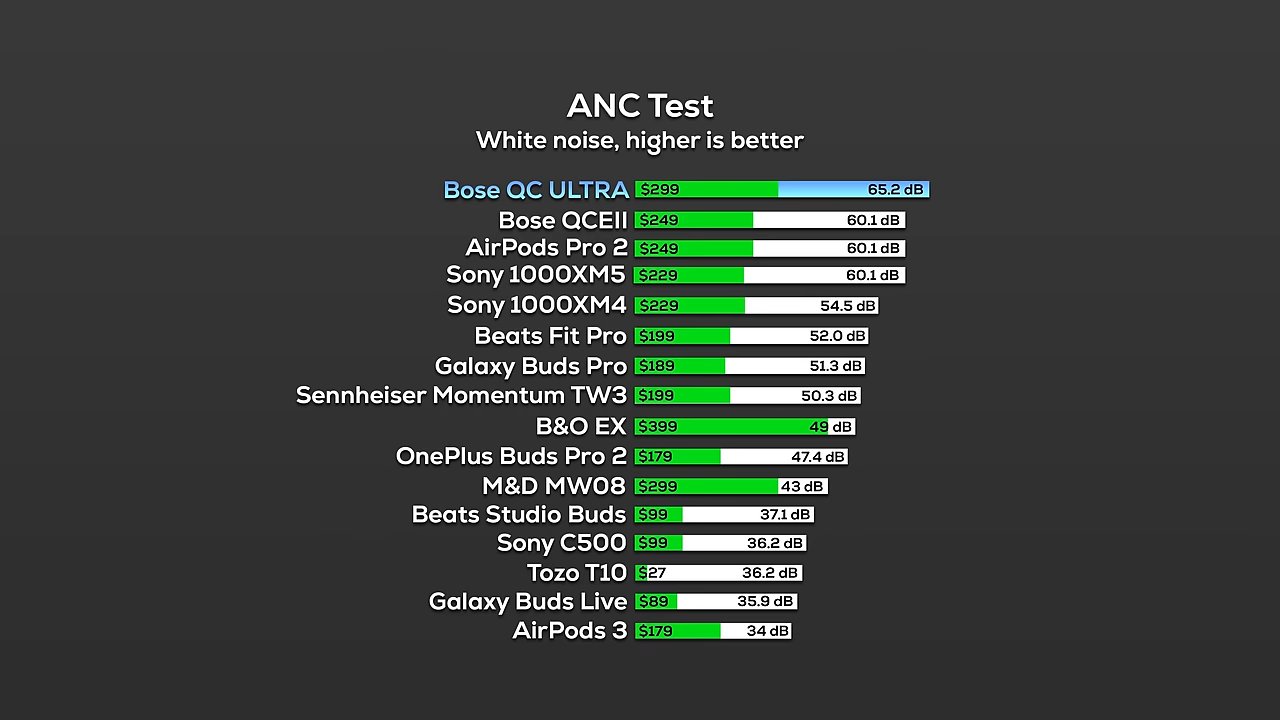 ANC Test
White noise, higher is better
Bose QC ULTRA $299 65.2 dB
Bose QCEII $249 60.1 dB
AirPods Pro 2 $249 60.1 dB
Sony 1000XM5 $229 60.1 dB
Sony 1000XM4 $229 54.5 dB
Beats Fit Pro $199 52.0 dB
Galaxy Buds Pro $189 51.3 dB
Sennheiser Momentum TW3 $199 50.3 dB
B&O EX $399 49 dB
OnePlus Buds Pro 2 $179 47.4 dB
M&D MW08 $299 43 dB
Beats Studio Buds $99 37.1 dB
Sony C500 $99 36.2 dB
Tozo T10 $27 36.2 dB
Galaxy Buds Live $89 35.9 dB
AirPods 3 $179 34 dB